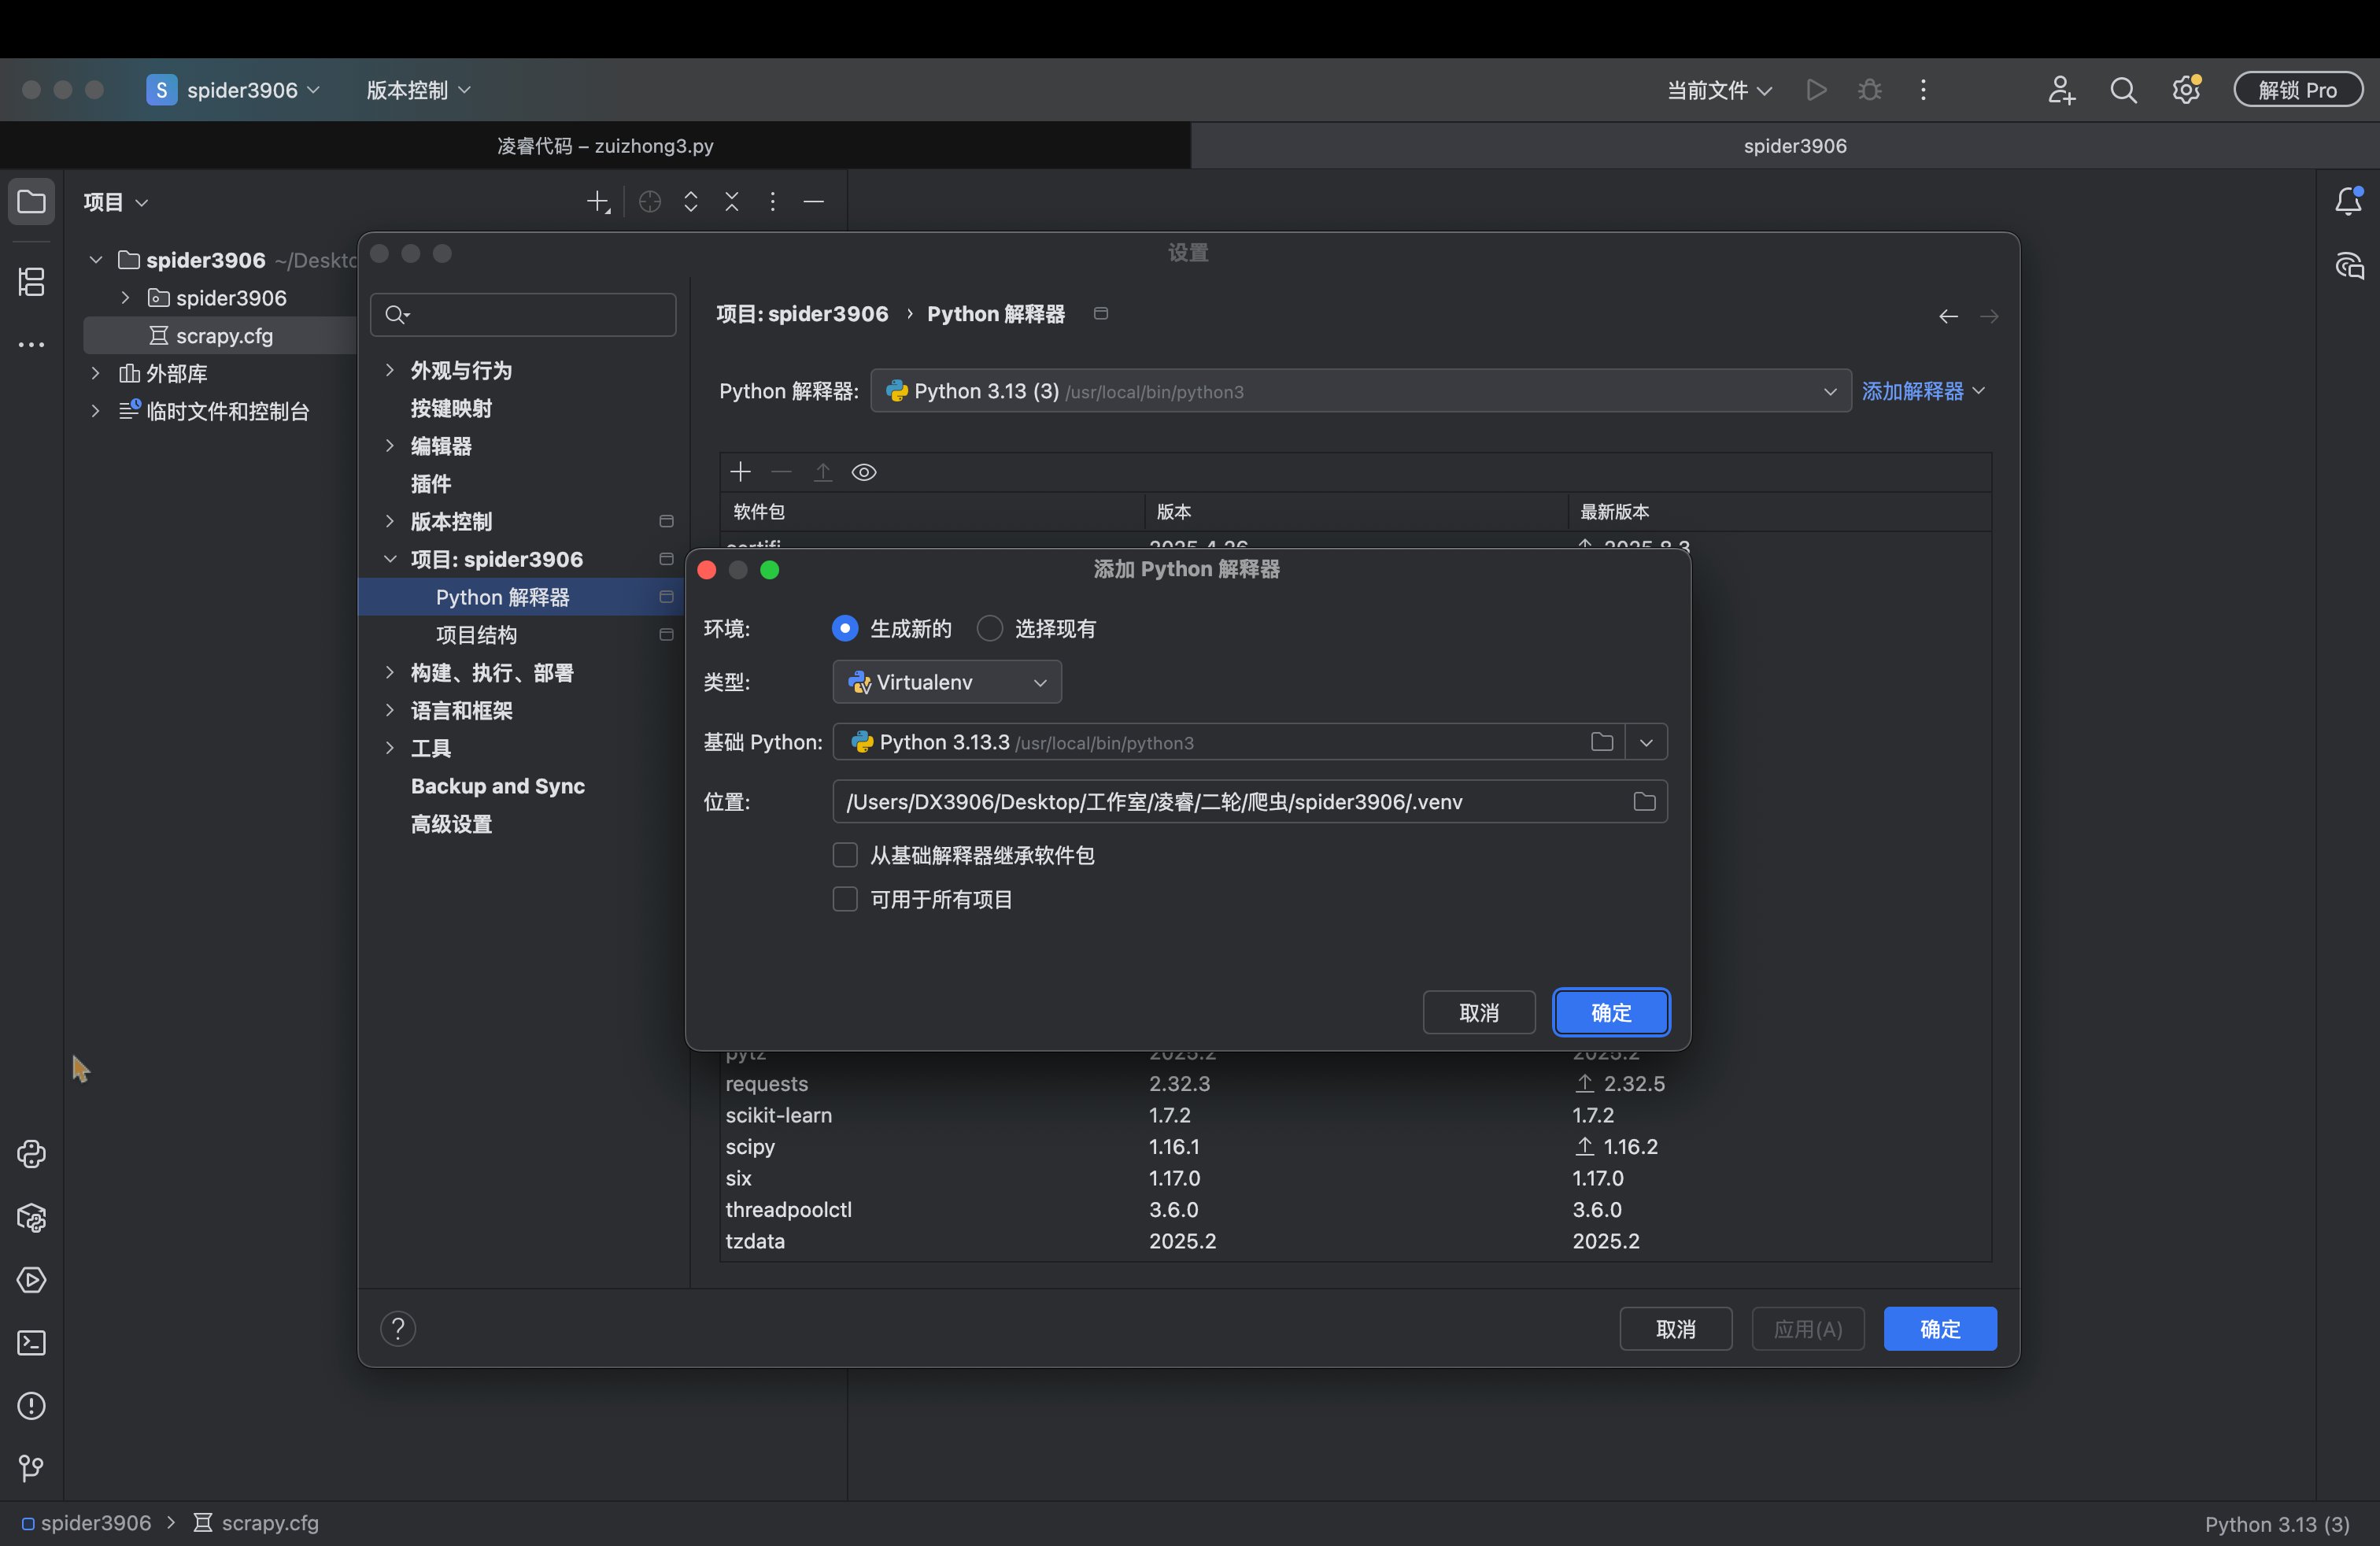 S spider3906 版本控制 当前文件 解锁 Pro
凌睿代码 – zuizhong3.py spider3906
项目
spider3906 ~/Deskto
spider3906
scrapy.cfg
外部库
临时文件和控制台
设置
外观与行为
按键映射
编辑器
插件
版本控制
项目: spider3906
Python 解释器
项目结构
构建、执行、部署
语言和框架
工具
Backup and Sync
高级设置
项目: spider3906 › Python 解释器
Python 解释器: Python 3.13 (3) /usr/local/bin/python3 添加解释器
软件包 版本 最新版本
certifi 2025.4.26 2025.8.3
添加 Python 解释器
环境: 生成新的 选择现有
类型: Virtualenv
基础 Python: Python 3.13.3 /usr/local/bin/python3
位置: /Users/DX3906/Desktop/工作室/凌睿/二轮/爬虫/spider3906/.venv
从基础解释器继承软件包
可用于所有项目
取消 确定
pytz 2025.2 2025.2
requests 2.32.3 2.32.5
scikit-learn 1.7.2 1.7.2
scipy 1.16.1 1.16.2
six 1.17.0 1.17.0
threadpoolctl 3.6.0 3.6.0
tzdata 2025.2 2025.2
? 取消 应用(A) 确定
spider3906 > scrapy.cfg Python 3.13 (3)